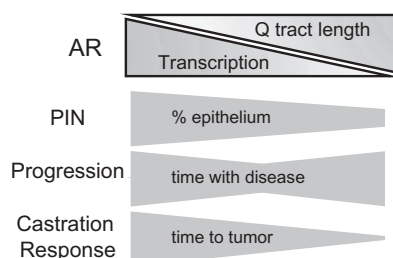 AR
Q tract length
Transcription
PIN
% epithelium
Progression
time with disease
Castration
Response
time to tumor